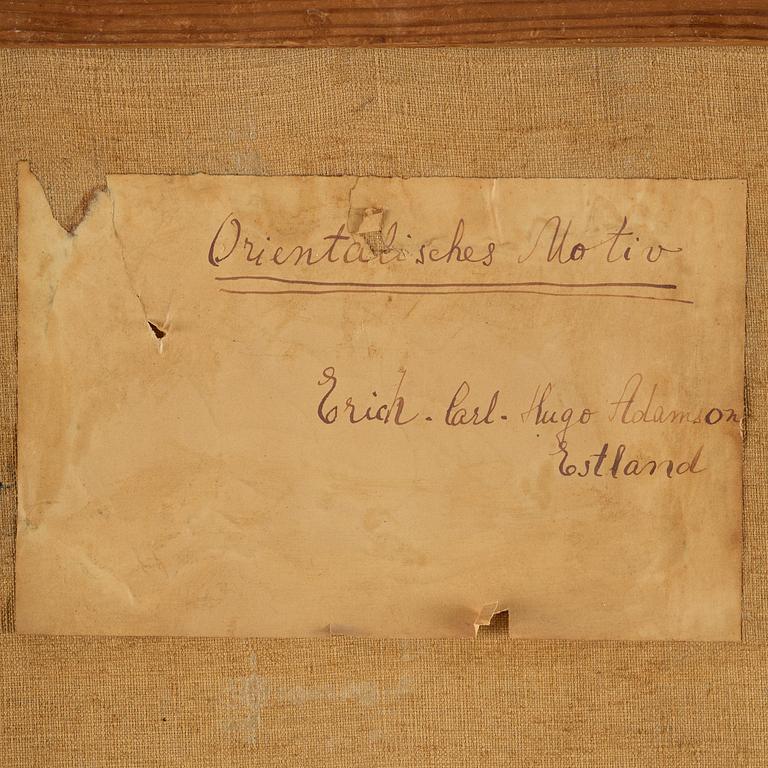 Orientalisches Motiv
Erich - Carl - Hugo Adamson
Estland